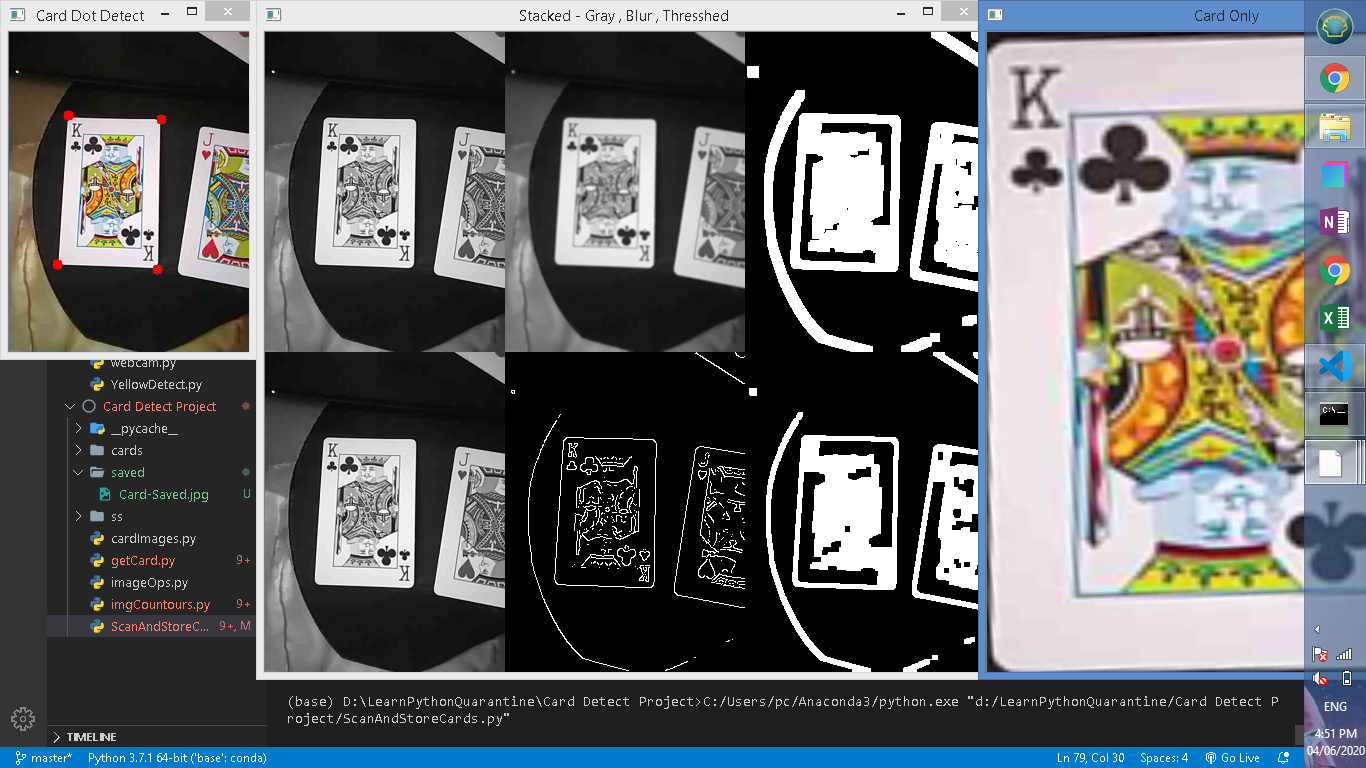 Card Dot Detect
Stacked - Gray , Blur , Thresshed
Card Only
K
J
K
K
J
K
K
J
K
K
K
J
K
K
J
K
webcam.py
YellowDetect.py
Card Detect Project
__pycache__
cards
saved
Card-Saved.jpg U
ss
cardImages.py
getCard.py 9+
imageOps.py
imgCountours.py 9+
ScanAndStoreC... 9+, M
TIMELINE
(base) D:\LearnPythonQuarantine\Card Detect Project>C:/Users/pc/Anaconda3/python.exe "d:/LearnPythonQuarantine/Card Detect P
roject/ScanAndStoreCards.py"
master* Python 3.7.1 64-bit ('base': conda) Ln 79, Col 30 Spaces: 4 Go Live
ENG
4:51 PM
04/06/2020